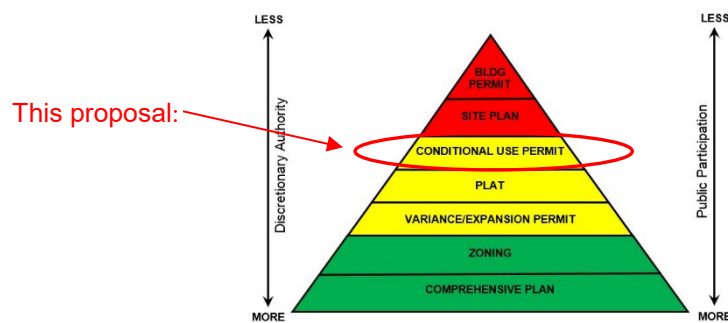 LESS
LESS
BLDG
PERMIT
This proposal:
SITE PLAN
CONDITIONAL USE PERMIT
Discretionary Authority
Public Participation
PLAT
VARIANCE/EXPANSION PERMIT
ZONING
COMPREHENSIVE PLAN
MORE
MORE